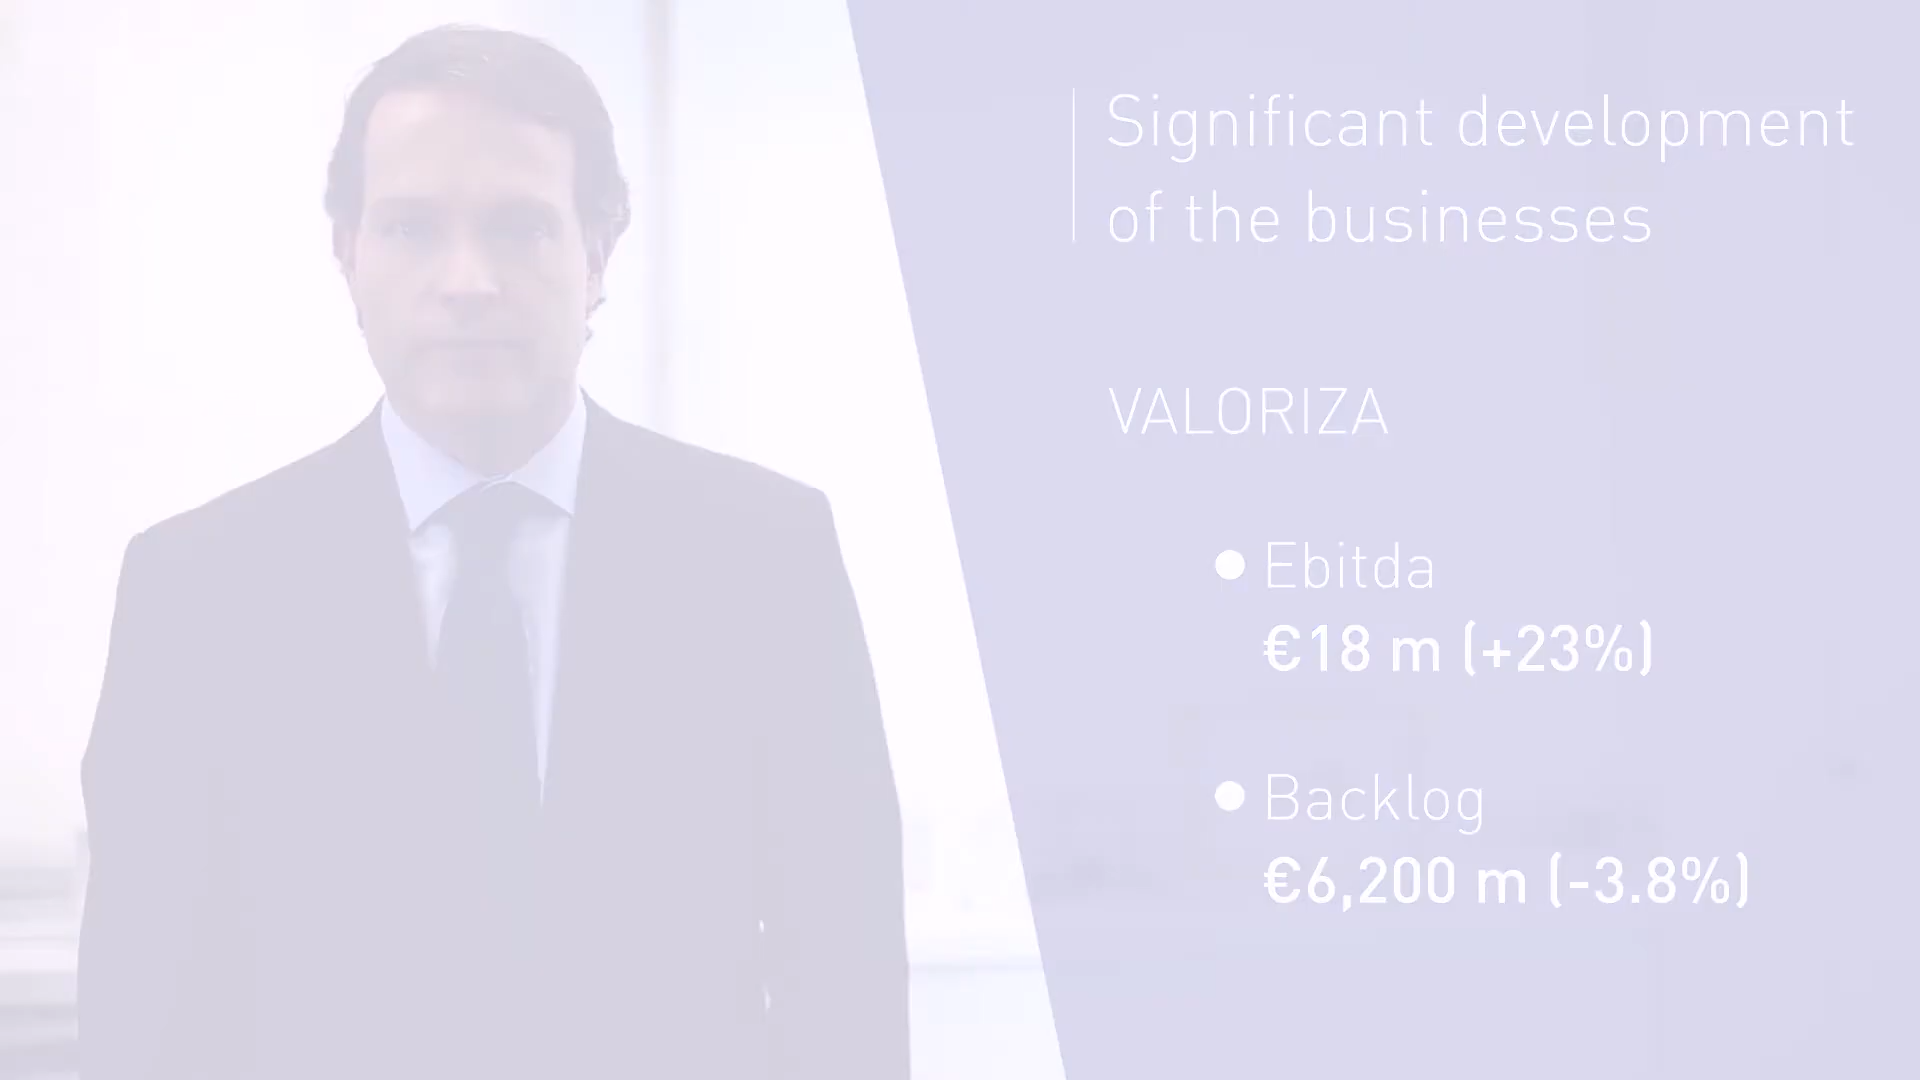 Significant development
of the businesses
VALORIZA
● Ebitda
€18 m (+23%)
● Backlog
€6,200 m (-3.8%)